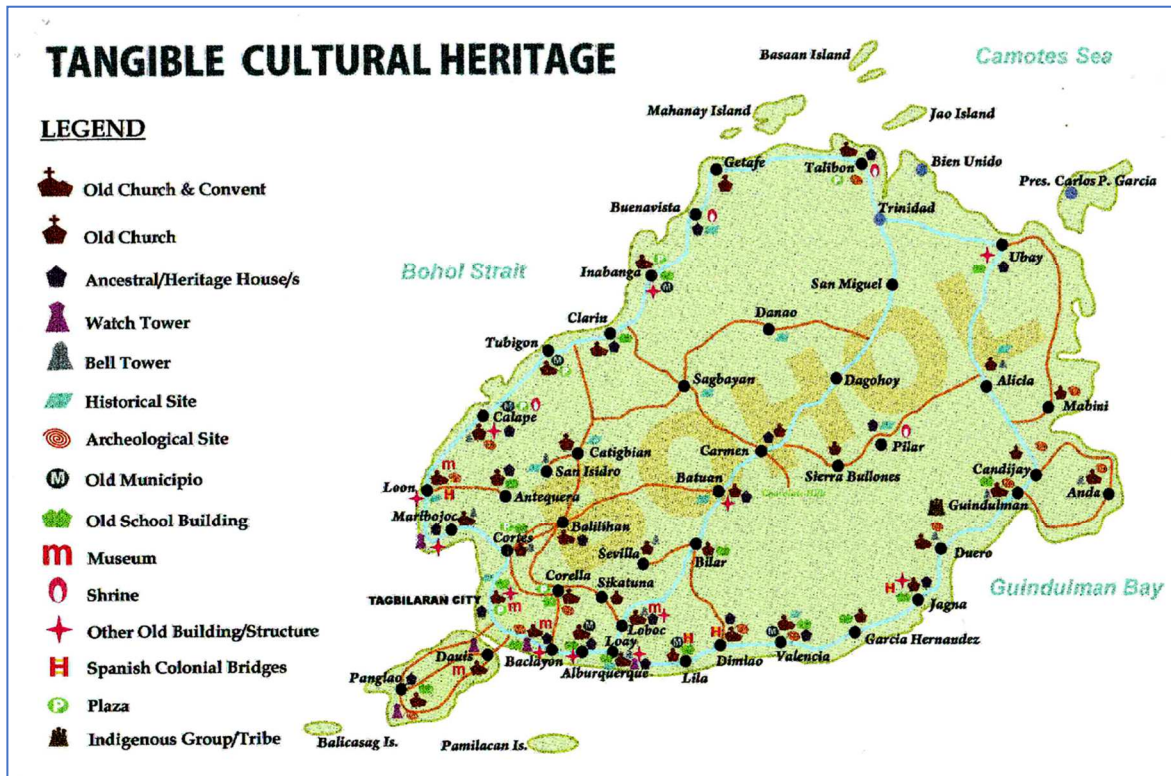 TANGIBLE CULTURAL HERITAGE
LEGEND
Old Church & Convent
Old Church
Ancestral/Heritage House/s
Watch Tower
Bell Tower
Historical Site
Archeological Site
M Old Municipio
Old School Building
m Museum
Shrine
Other Old Building/Structure
H Spanish Colonial Bridges
P Plaza
Indigenous Group/Tribe
Camotes Sea
Basaan Island
Mahanay Island
Jao Island
Getafe
Talibon
Bien Unido
Pres. Carlos P. Garcia
Buenavista
Trinidad
Ubay
Bohol Strait
Inabanga
San Miguel
Clarin
Danao
Tubigon
BOHOL
Sagbayan
Dagohoy
Alicia
Mabini
Calape
Catigbian
Carmen
Pilar
San Isidro
Sierra Bullones
Candijay
Loon
Antequera
Batuan
Guindulman
Anda
Maribojoc
Balilihan
Cortes
Sevilla
Bilar
Duero
Corella
Sikatuna
Guindulman Bay
TAGBILARAN CITY
Loboc
Jagna
Garcia Hernandez
Loay
Dauis
Baclayon
Alburquerque
Lila
Dimiao
Valencia
Panglao
Balicasag Is.
Pamilacan Is.